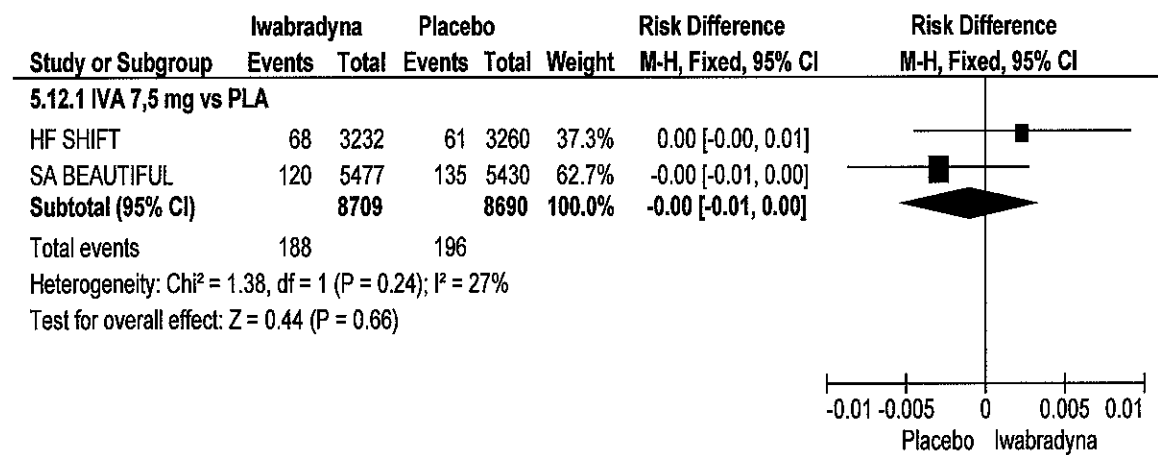 Iwabradyna Placebo Risk Difference Risk Difference
Study or Subgroup Events Total Events Total Weight M-H, Fixed, 95% CI M-H, Fixed, 95% CI
5.12.1 IVA 7,5 mg vs PLA
HF SHIFT 68 3232 61 3260 37.3% 0.00 [-0.00, 0.01]
SA BEAUTIFUL 120 5477 135 5430 62.7% -0.00 [-0.01, 0.00]
Subtotal (95% CI) 8709 8690 100.0% -0.00 [-0.01, 0.00]
Total events 188 196
Heterogeneity: Chi² = 1.38, df = 1 (P = 0.24); I² = 27%
Test for overall effect: Z = 0.44 (P = 0.66)
-0.01 -0.005 0 0.005 0.01
Placebo Iwabradyna